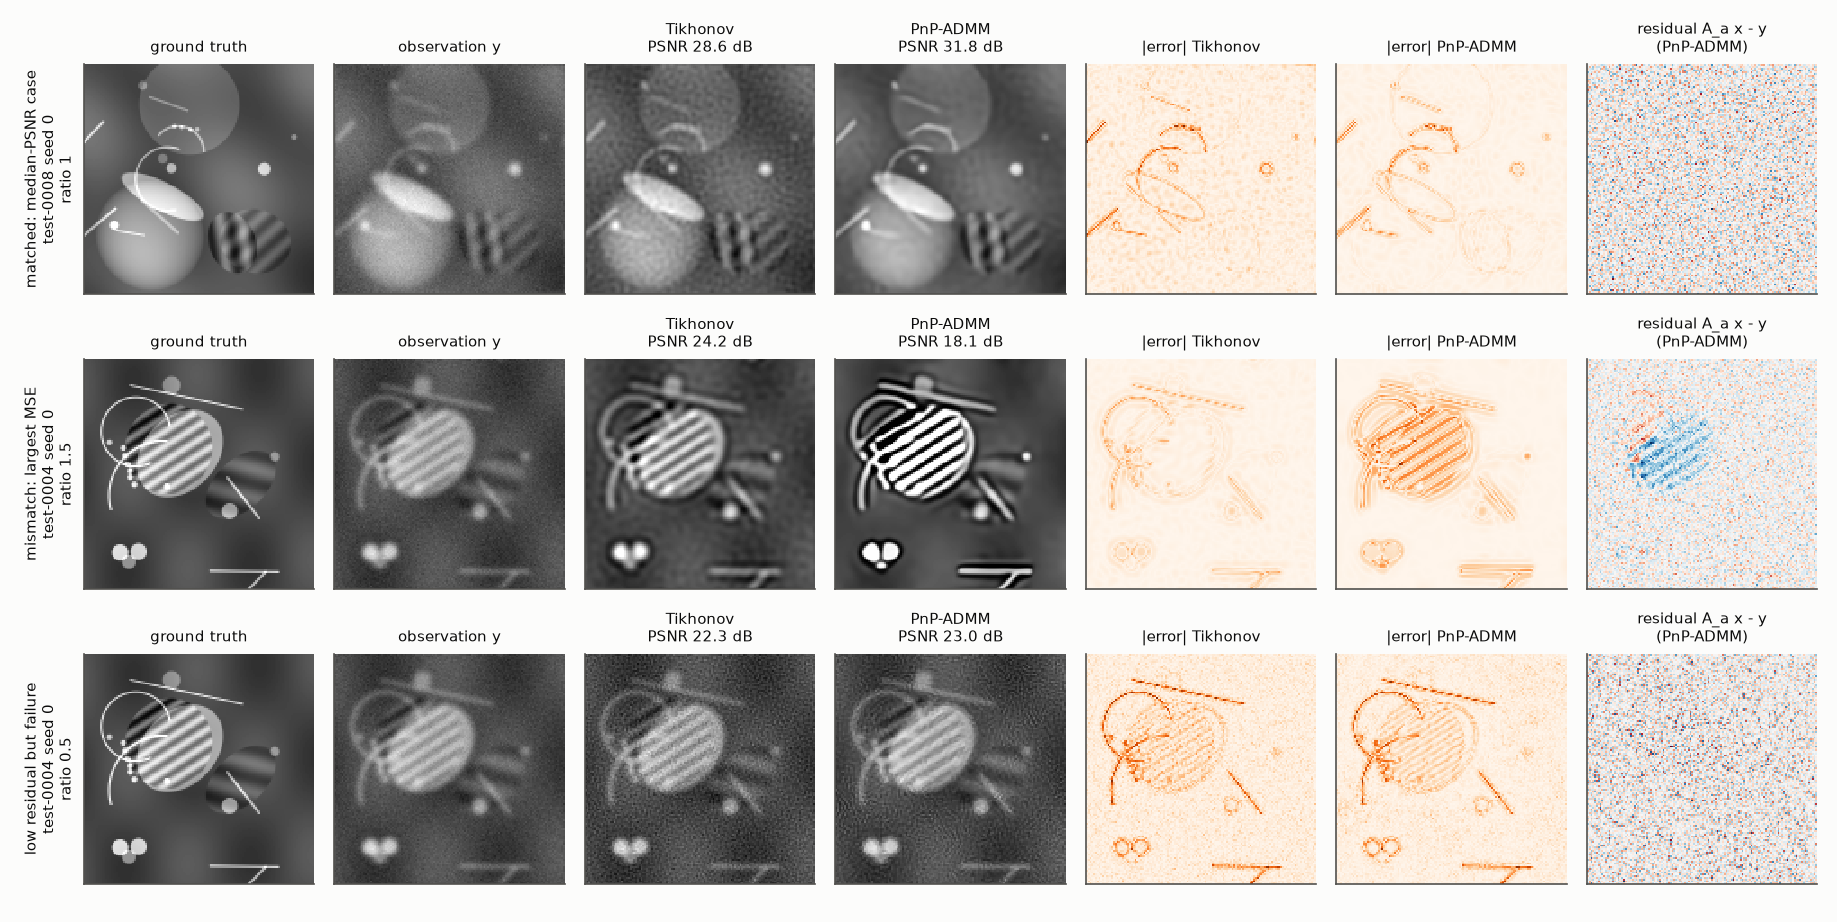 matched: median-PSNR case
test-0008 seed 0
ratio 1
ground truth
observation y
Tikhonov
PSNR 28.6 dB
PnP-ADMM
PSNR 31.8 dB
|error| Tikhonov
|error| PnP-ADMM
residual A_a x - y
(PnP-ADMM)
mismatch: largest MSE
test-0004 seed 0
ratio 1.5
ground truth
observation y
Tikhonov
PSNR 24.2 dB
PnP-ADMM
PSNR 18.1 dB
|error| Tikhonov
|error| PnP-ADMM
residual A_a x - y
(PnP-ADMM)
low residual but failure
test-0004 seed 0
ratio 0.5
ground truth
observation y
Tikhonov
PSNR 22.3 dB
PnP-ADMM
PSNR 23.0 dB
|error| Tikhonov
|error| PnP-ADMM
residual A_a x - y
(PnP-ADMM)